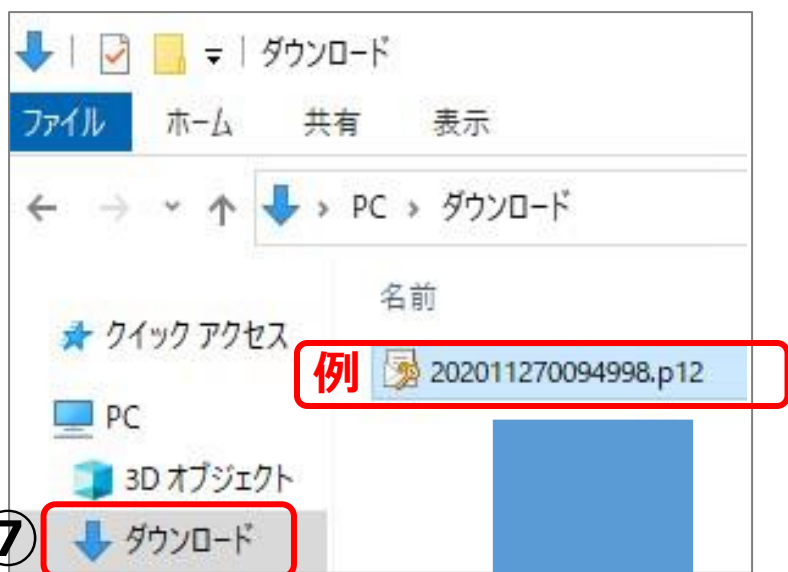 ダウンロード
ファイル ホーム 共有 表示
PC › ダウンロード
名前
クイック アクセス
例 202011270094998.p12
PC
3D オブジェクト
⑦ ダウンロード